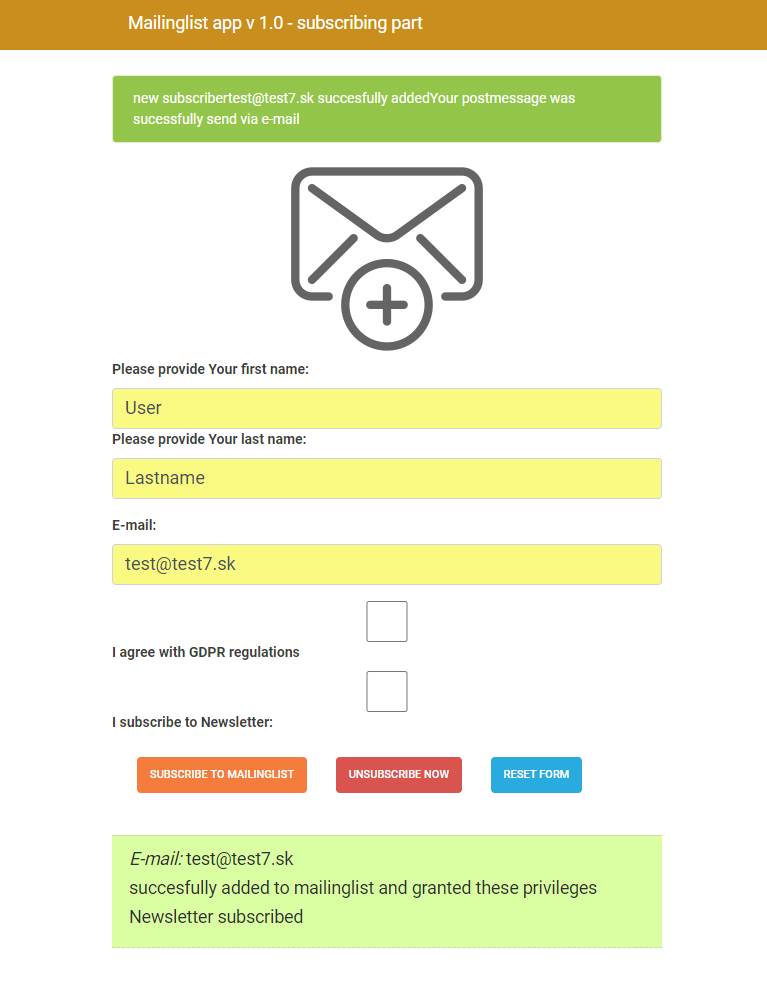 Mailinglist app v 1.0 - subscribing part
new subscribertest@test7.sk succesfully addedYour postmessage was
sucessfully send via e-mail
Please provide Your first name:
User
Please provide Your last name:
Lastname
E-mail:
test@test7.sk
I agree with GDPR regulations
I subscribe to Newsletter:
SUBSCRIBE TO MAILINGLIST UNSUBSCRIBE NOW RESET FORM
E-mail: test@test7.sk
succesfully added to mailinglist and granted these privileges
Newsletter subscribed